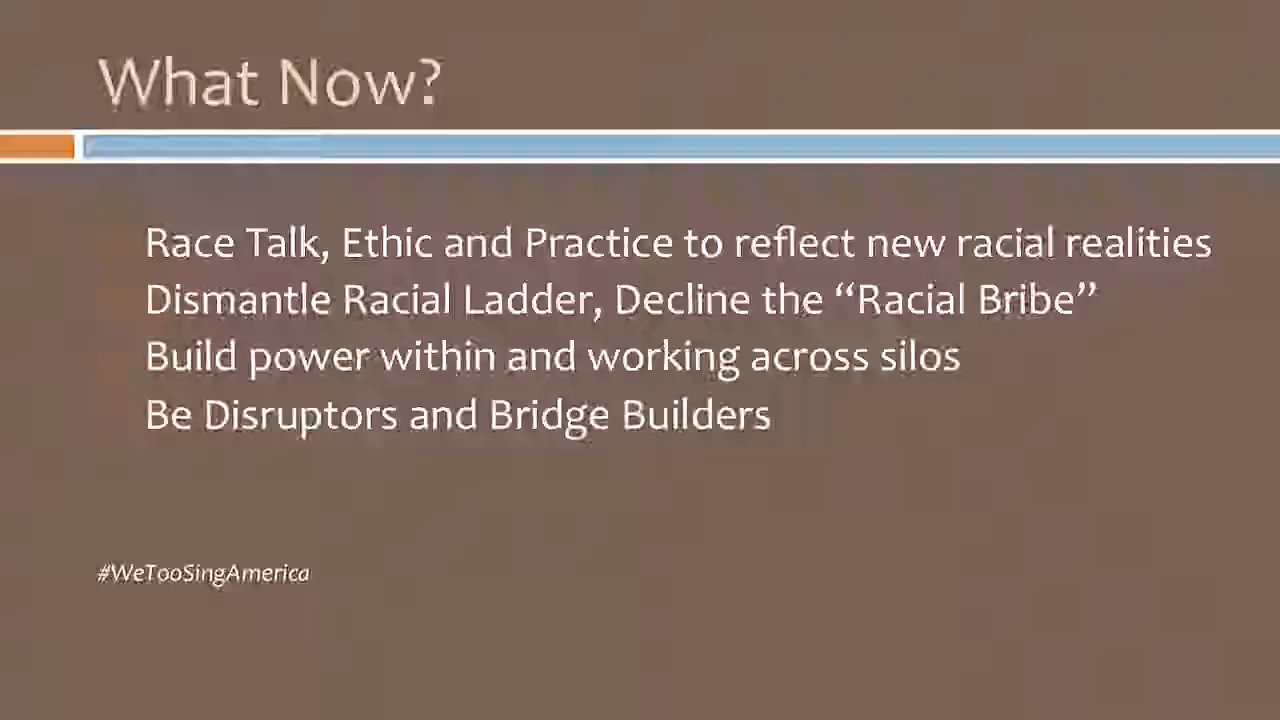 What Now?
Race Talk, Ethic and Practice to reflect new racial realities
Dismantle Racial Ladder, Decline the “Racial Bribe”
Build power within and working across silos
Be Disruptors and Bridge Builders
#WeTooSingAmerica